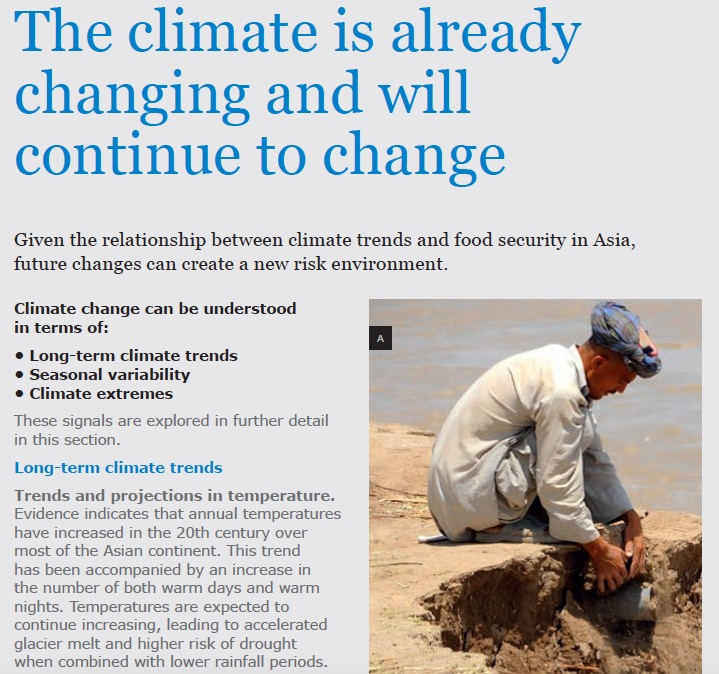 The climate is already
changing and will
continue to change
Given the relationship between climate trends and food security in Asia,
future changes can create a new risk environment.
Climate change can be understood
in terms of:
• Long-term climate trends
• Seasonal variability
• Climate extremes
These signals are explored in further detail
in this section.
Long-term climate trends
Trends and projections in temperature.
Evidence indicates that annual temperatures
have increased in the 20th century over
most of the Asian continent. This trend
has been accompanied by an increase in
the number of both warm days and warm
nights. Temperatures are expected to
continue increasing, leading to accelerated
glacier melt and higher risk of drought
when combined with lower rainfall periods.
A